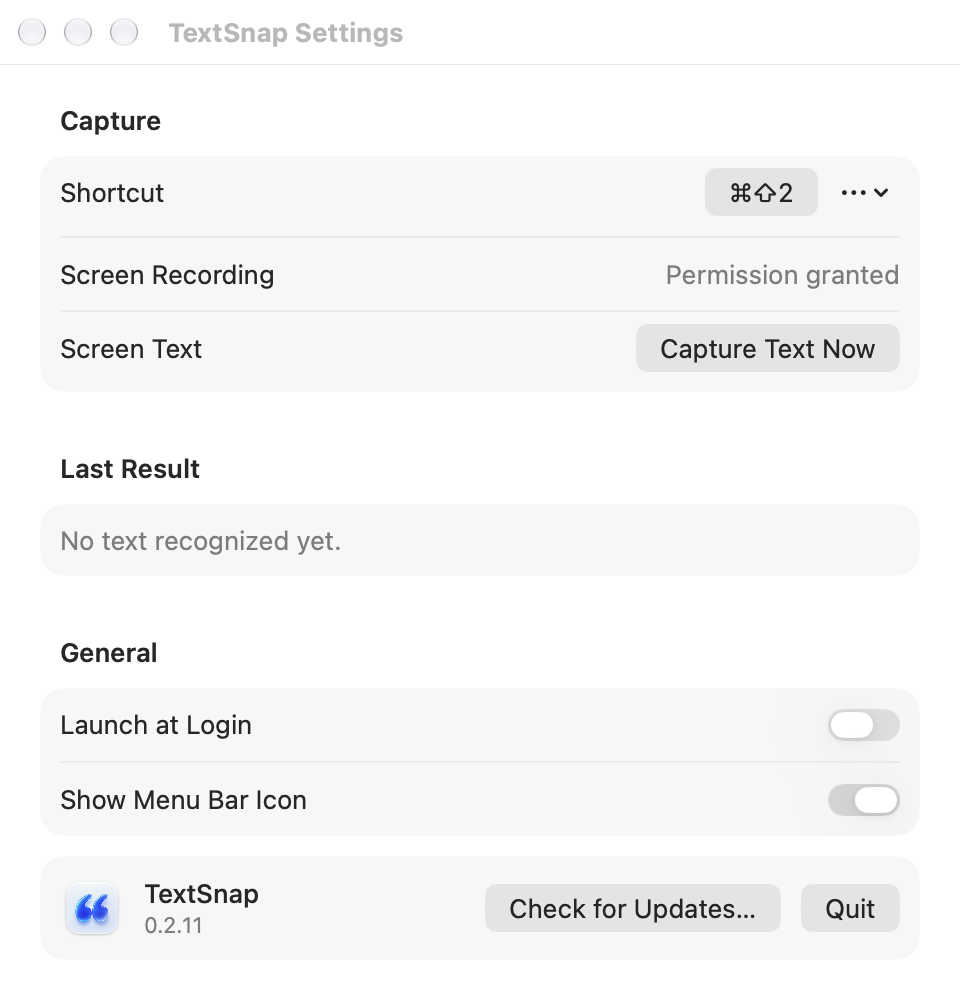 TextSnap Settings
Capture
Shortcut ⌘⇧2
Screen Recording Permission granted
Screen Text Capture Text Now
Last Result
No text recognized yet.
General
Launch at Login
Show Menu Bar Icon
TextSnap
0.2.11
Check for Updates... Quit